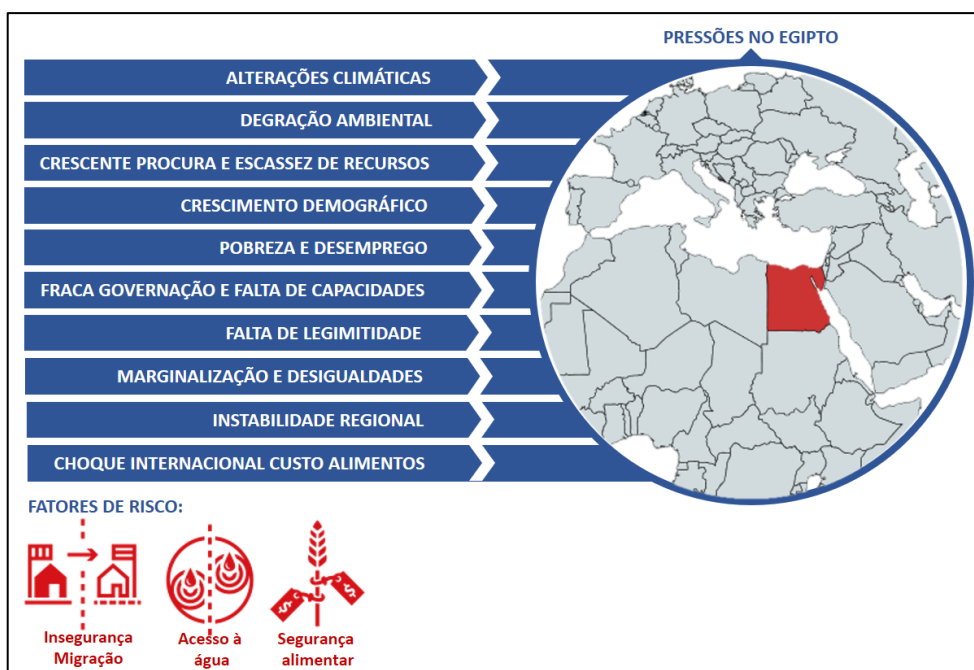 PRESSÕES NO EGIPTO
ALTERAÇÕES CLIMÁTICAS
DEGRAÇÃO AMBIENTAL
CRESCENTE PROCURA E ESCASSEZ DE RECURSOS
CRESCIMENTO DEMOGRÁFICO
POBREZA E DESEMPREGO
FRACA GOVERNAÇÃO E FALTA DE CAPACIDADES
FALTA DE LEGIMITIDADE
MARGINALIZAÇÃO E DESIGUALDADES
INSTABILIDADE REGIONAL
CHOQUE INTERNACIONAL CUSTO ALIMENTOS
FATORES DE RISCO:
$ $
Insegurança
Migração
Acesso à
água
Segurança
alimentar